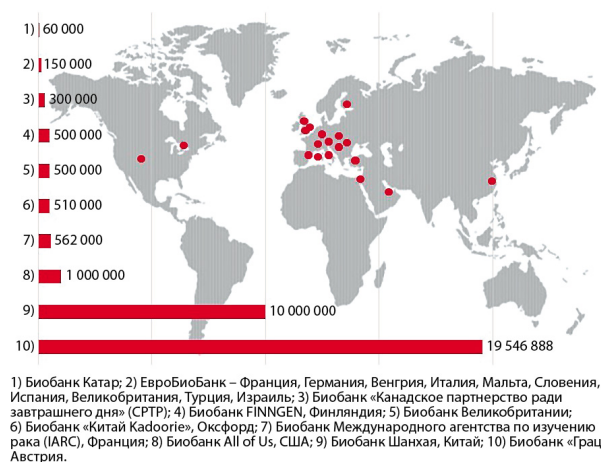 1) 60 000
2) 150 000
3) 300 000
4) 500 000
5) 500 000
6) 510 000
7) 562 000
8) 1 000 000
9) 10 000 000
10) 19 546 888
1) Биобанк Катар; 2) ЕвроБиоБанк – Франция, Германия, Венгрия, Италия, Мальта, Словения,
Испания, Великобритания, Турция, Израиль; 3) Биобанк «Канадское партнерство ради
завтрашнего дня» (CPTP); 4) Биобанк FINNGEN, Финляндия; 5) Биобанк Великобритании;
6) Биобанк «Китай Kadoorie», Оксфорд; 7) Биобанк Международного агентства по изучению
рака (IARC), Франция; 8) Биобанк All of Us, США; 9) Биобанк Шанхая, Китай; 10) Биобанк «Грац
Австрия.